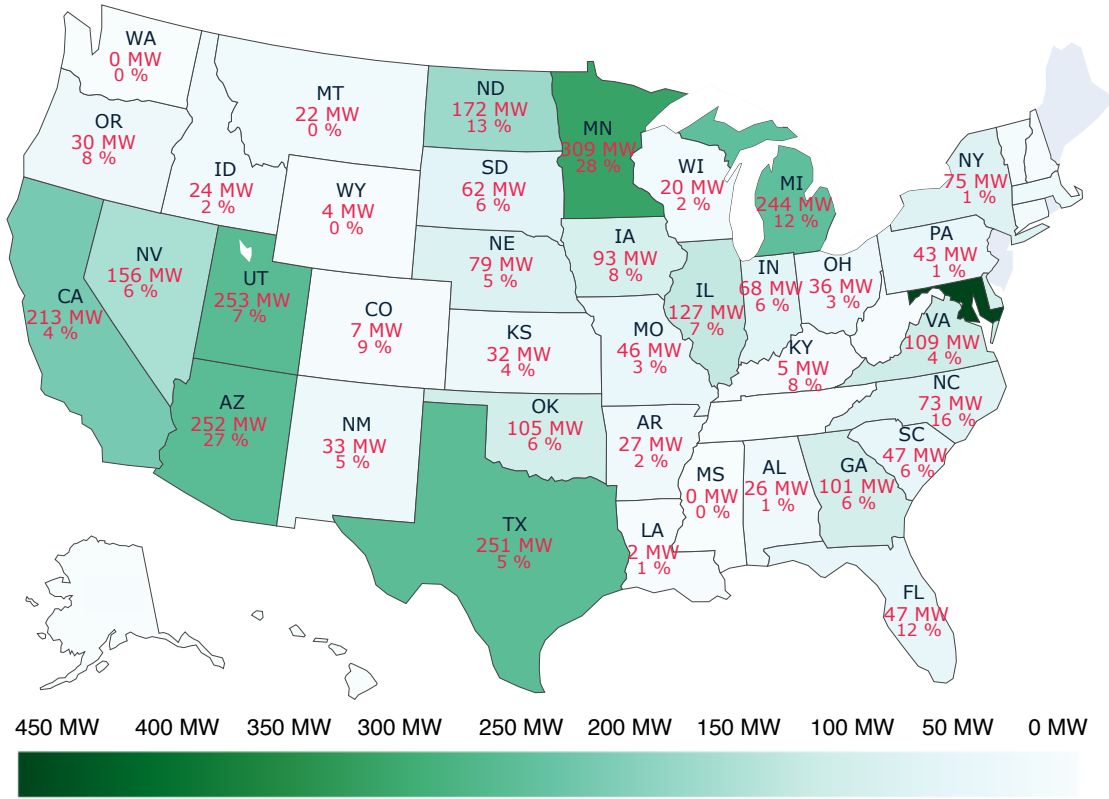 WA
0 MW
0 %
OR
30 MW
8 %
ID
24 MW
2 %
MT
22 MW
0 %
WY
4 MW
0 %
ND
172 MW
13 %
SD
62 MW
6 %
NE
79 MW
5 %
MN
309 MW
28 %
WI
20 MW
2 %
MI
244 MW
12 %
NY
75 MW
1 %
PA
43 MW
1 %
IA
93 MW
8 %
IL
127 MW
7 %
IN
68 MW
6 %
OH
36 MW
3 %
CA
213 MW
4 %
NV
156 MW
6 %
UT
253 MW
7 %
CO
7 MW
9 %
KS
32 MW
4 %
MO
46 MW
3 %
KY
5 MW
8 %
VA
109 MW
4 %
NC
73 MW
16 %
AZ
252 MW
27 %
NM
33 MW
5 %
OK
105 MW
6 %
AR
27 MW
2 %
MS
0 MW
0 %
AL
26 MW
1 %
GA
101 MW
6 %
SC
47 MW
6 %
TX
251 MW
5 %
LA
2 MW
1 %
FL
47 MW
12 %
450 MW 400 MW 350 MW 300 MW 250 MW 200 MW 150 MW 100 MW 50 MW 0 MW